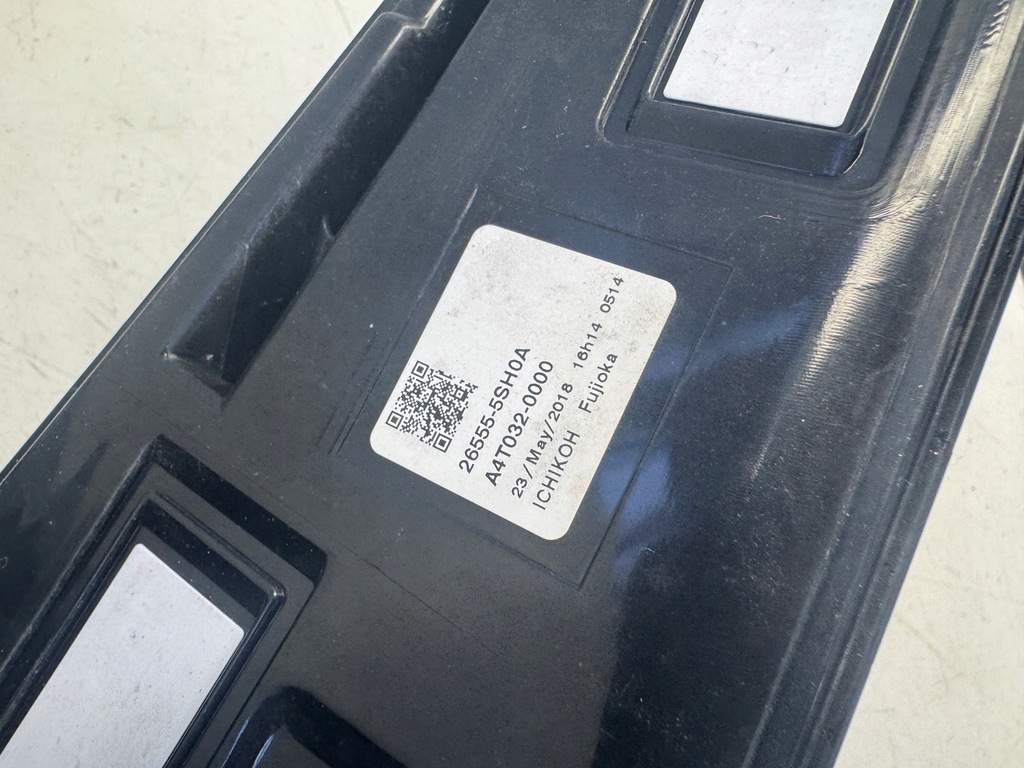 26555-5SH0A
A4T032-0000
23/May/2018 16h14 0514
ICHIKOH Fujioka